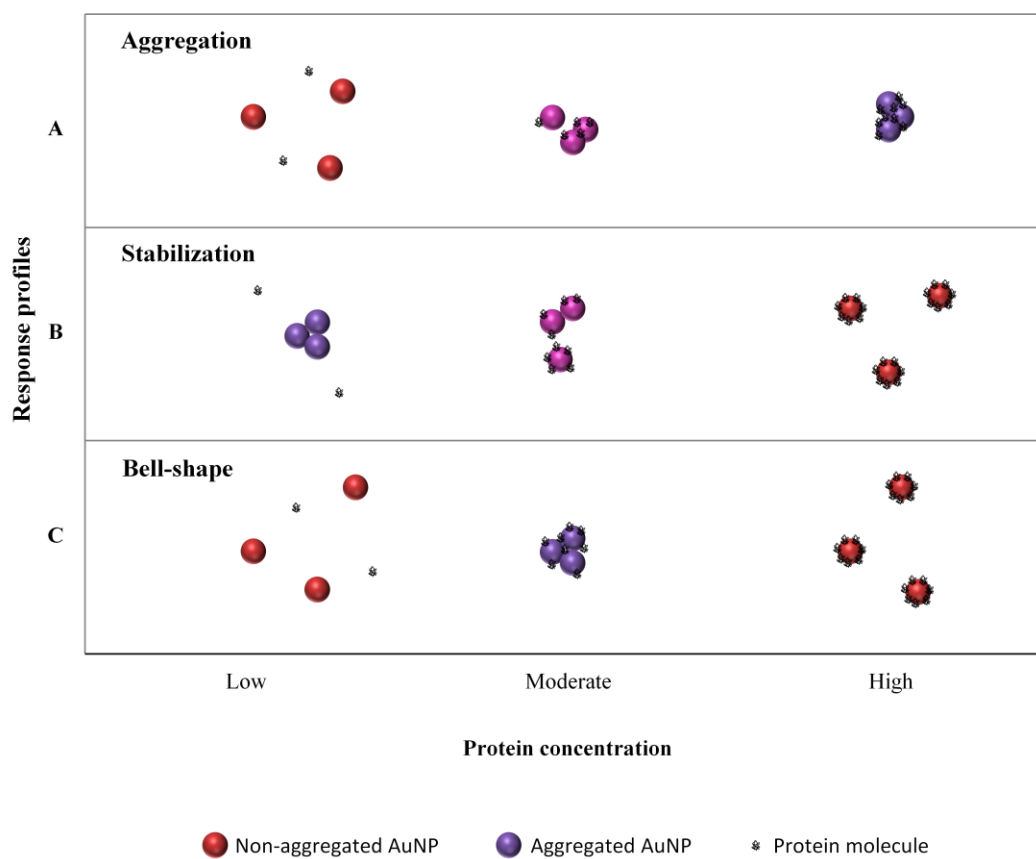 Aggregation
A
Stabilization
B
Bell-shape
C
Response profiles
Low Moderate High
Protein concentration
Non-aggregated AuNP Aggregated AuNP Protein molecule